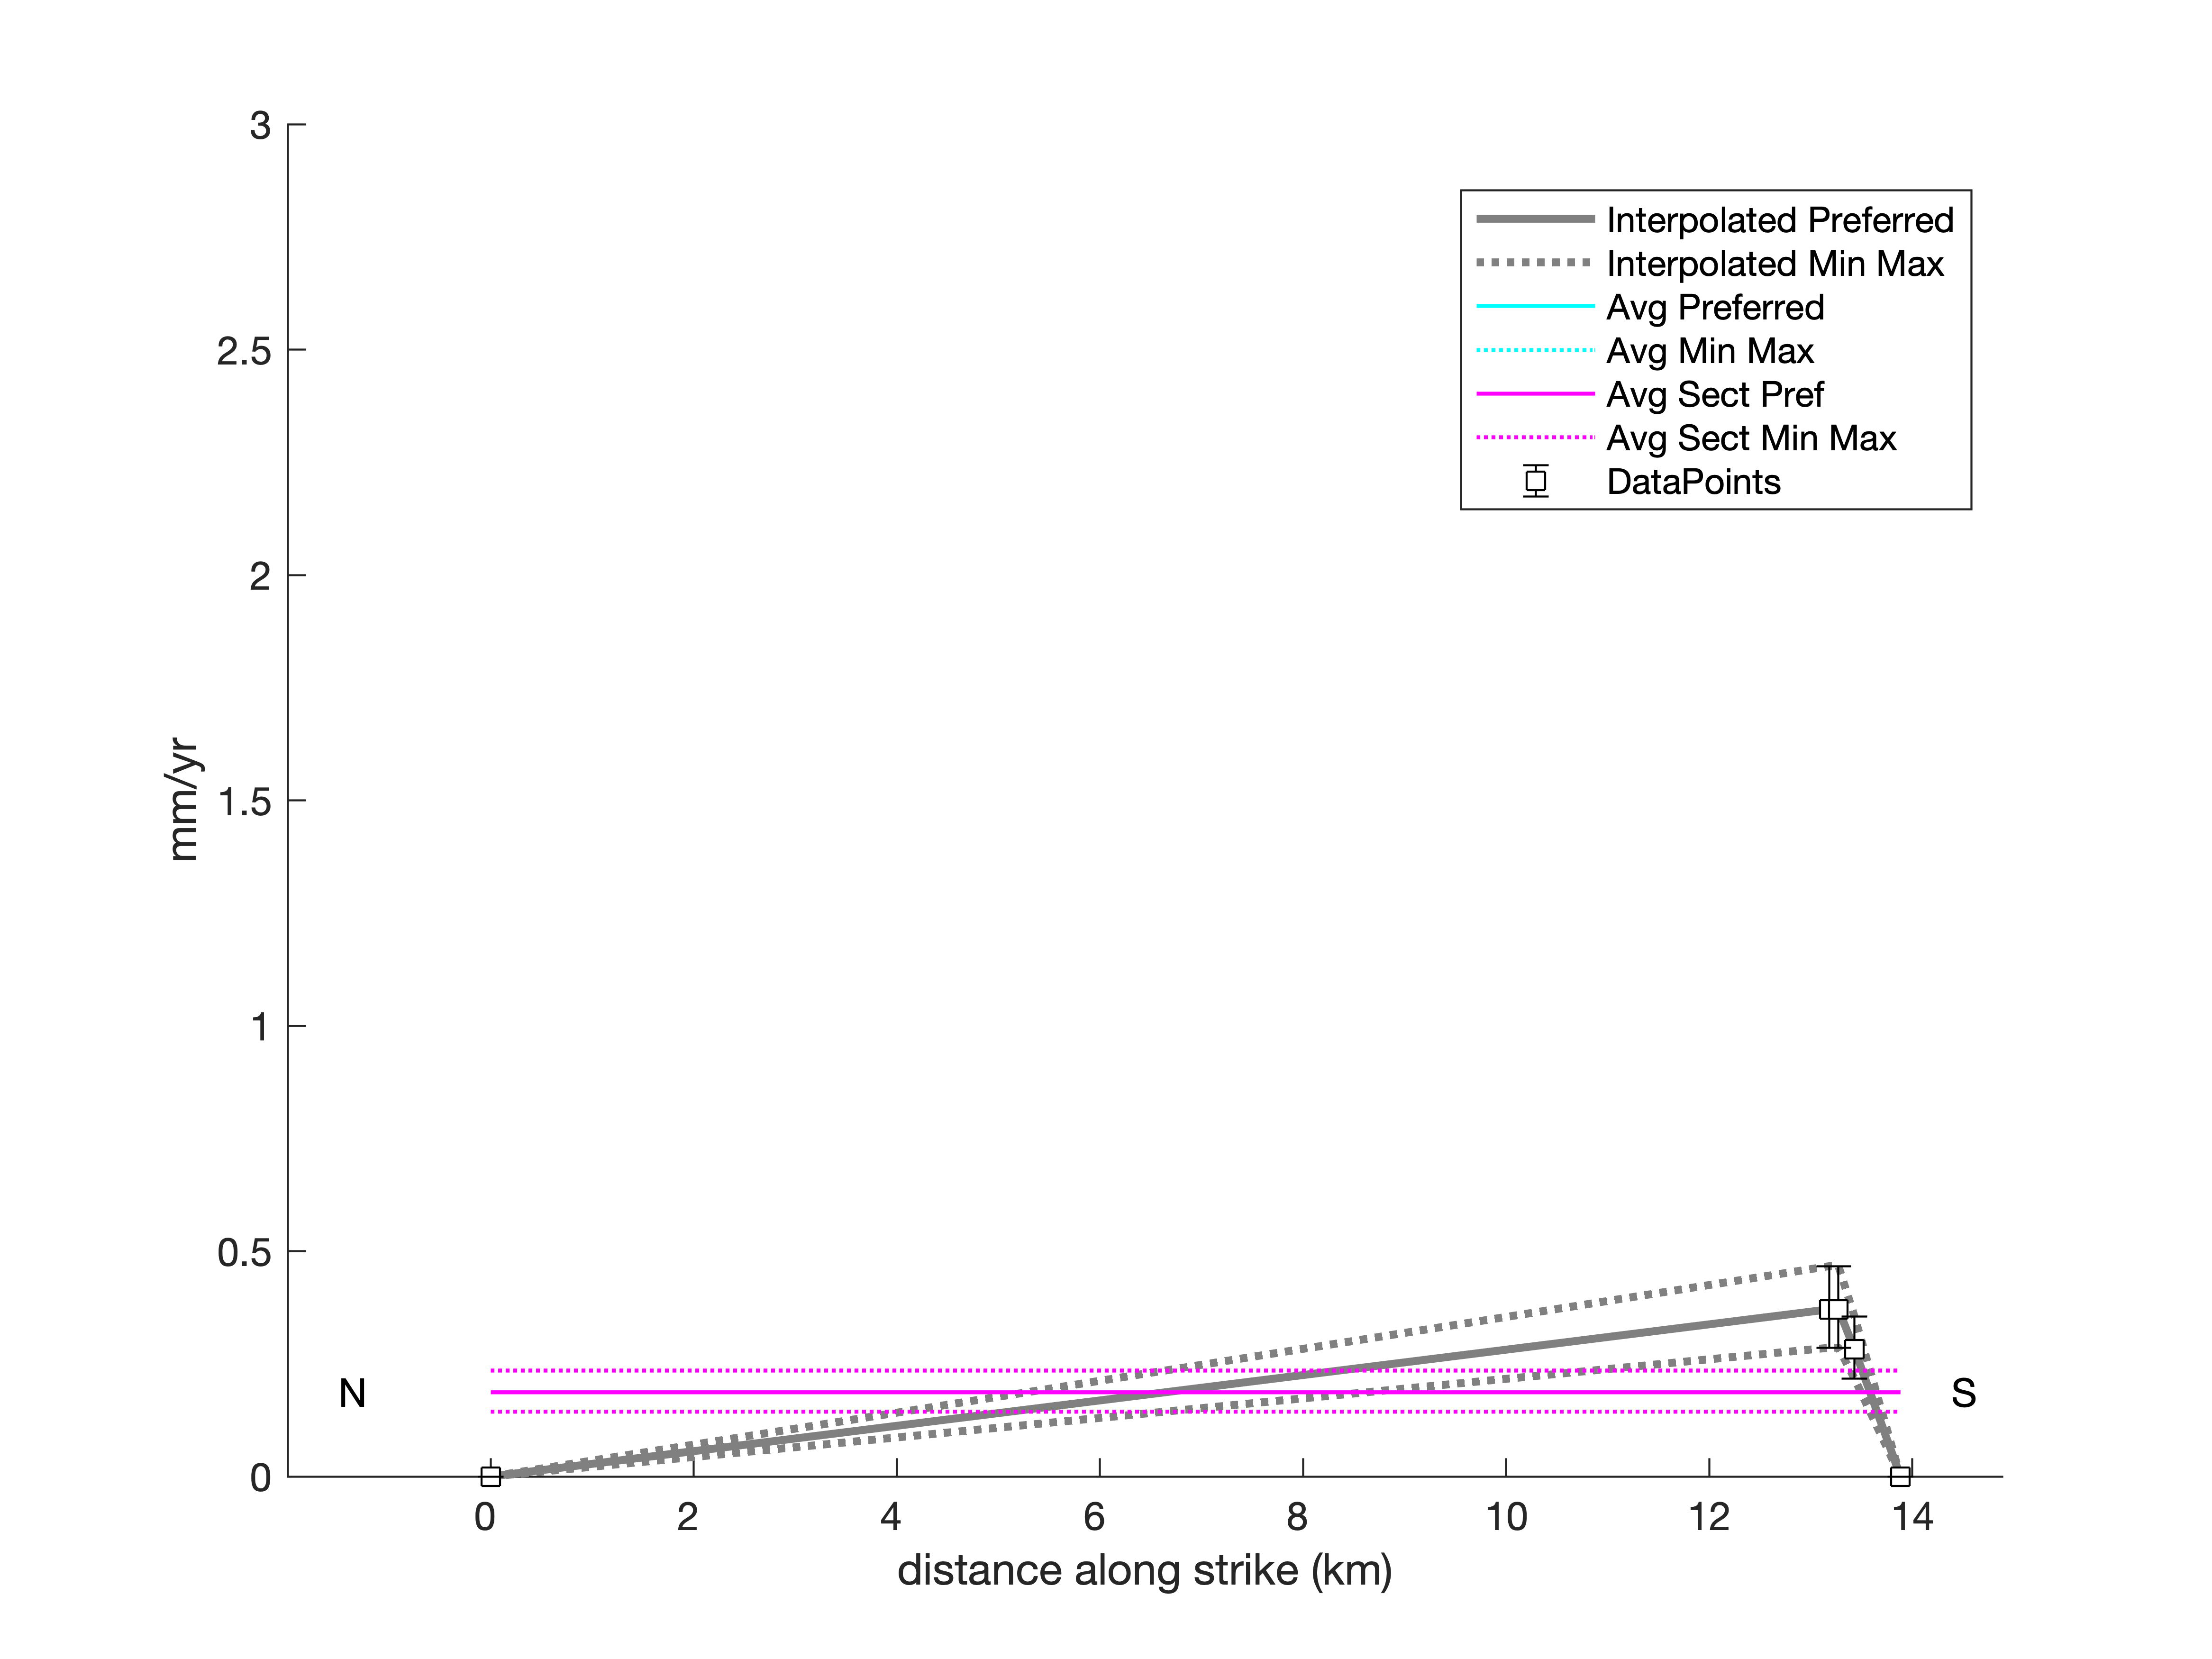 3
2.5
2
1.5
1
0.5
0
mm/yr
Interpolated Preferred
Interpolated Min Max
Avg Preferred
Avg Min Max
Avg Sect Pref
Avg Sect Min Max
DataPoints
N
S
0 2 4 6 8 10 12 14
distance along strike (km)